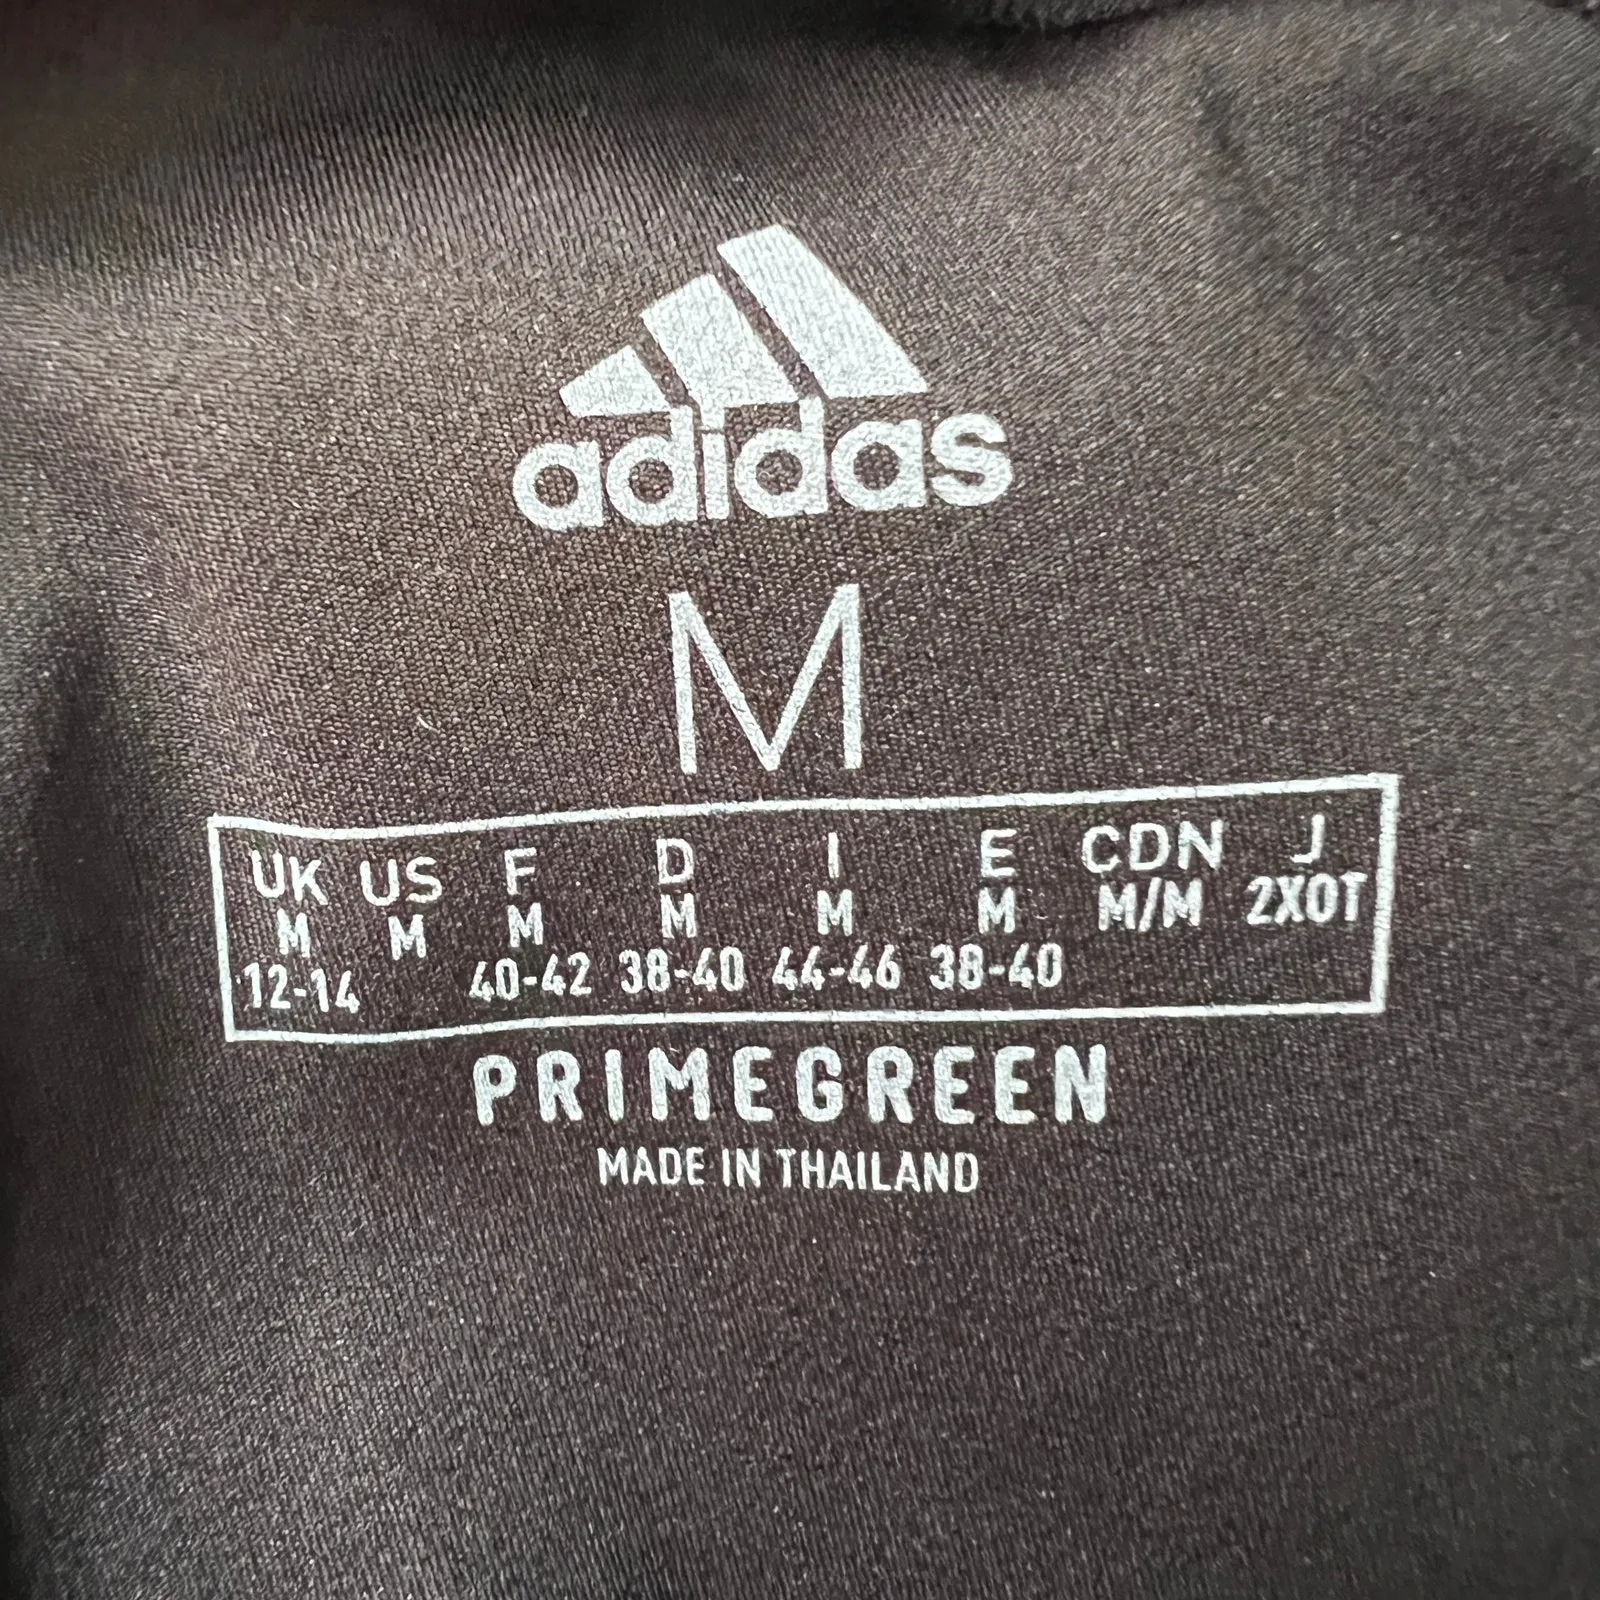 adidas
M
UK US F D I E CDN J
M M M M M M M/M 2XOT
12-14 40-42 38-40 44-46 38-40
PRIMEGREEN
MADE IN THAILAND